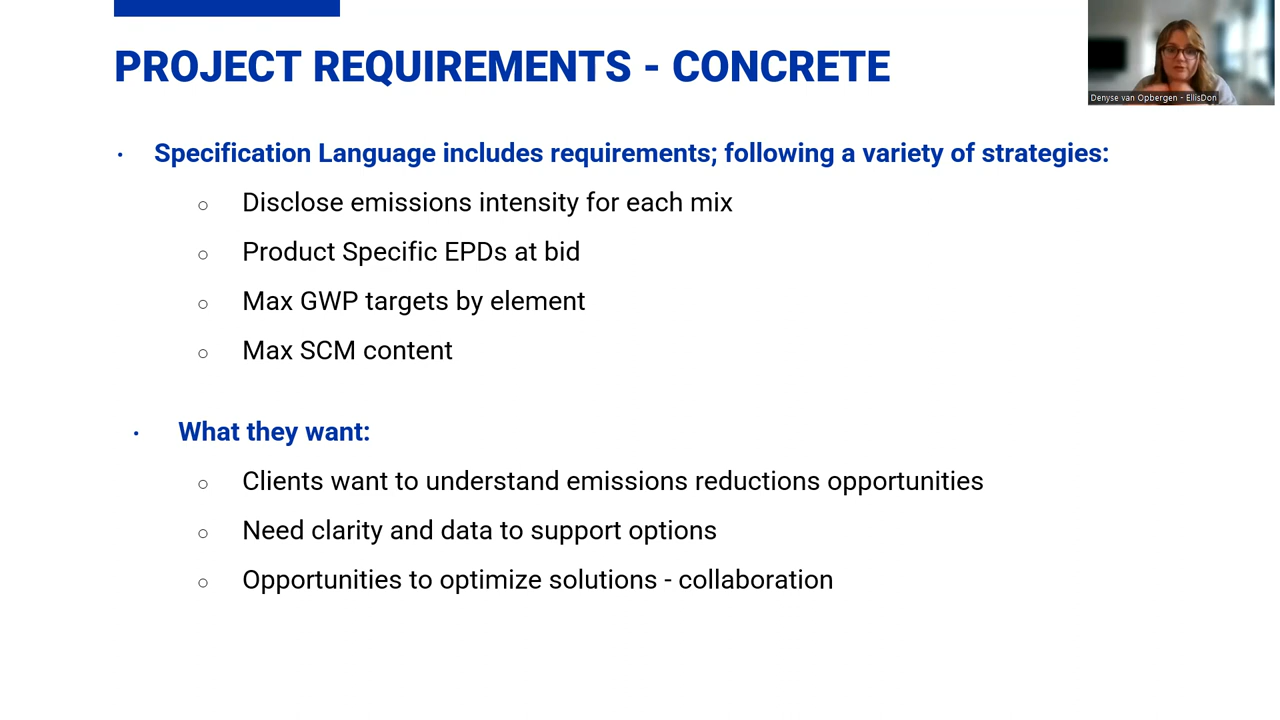 PROJECT REQUIREMENTS - CONCRETE
Denyse van Opbergen - EllisDon
· Specification Language includes requirements; following a variety of strategies:
○ Disclose emissions intensity for each mix
○ Product Specific EPDs at bid
○ Max GWP targets by element
○ Max SCM content
· What they want:
○ Clients want to understand emissions reductions opportunities
○ Need clarity and data to support options
○ Opportunities to optimize solutions - collaboration